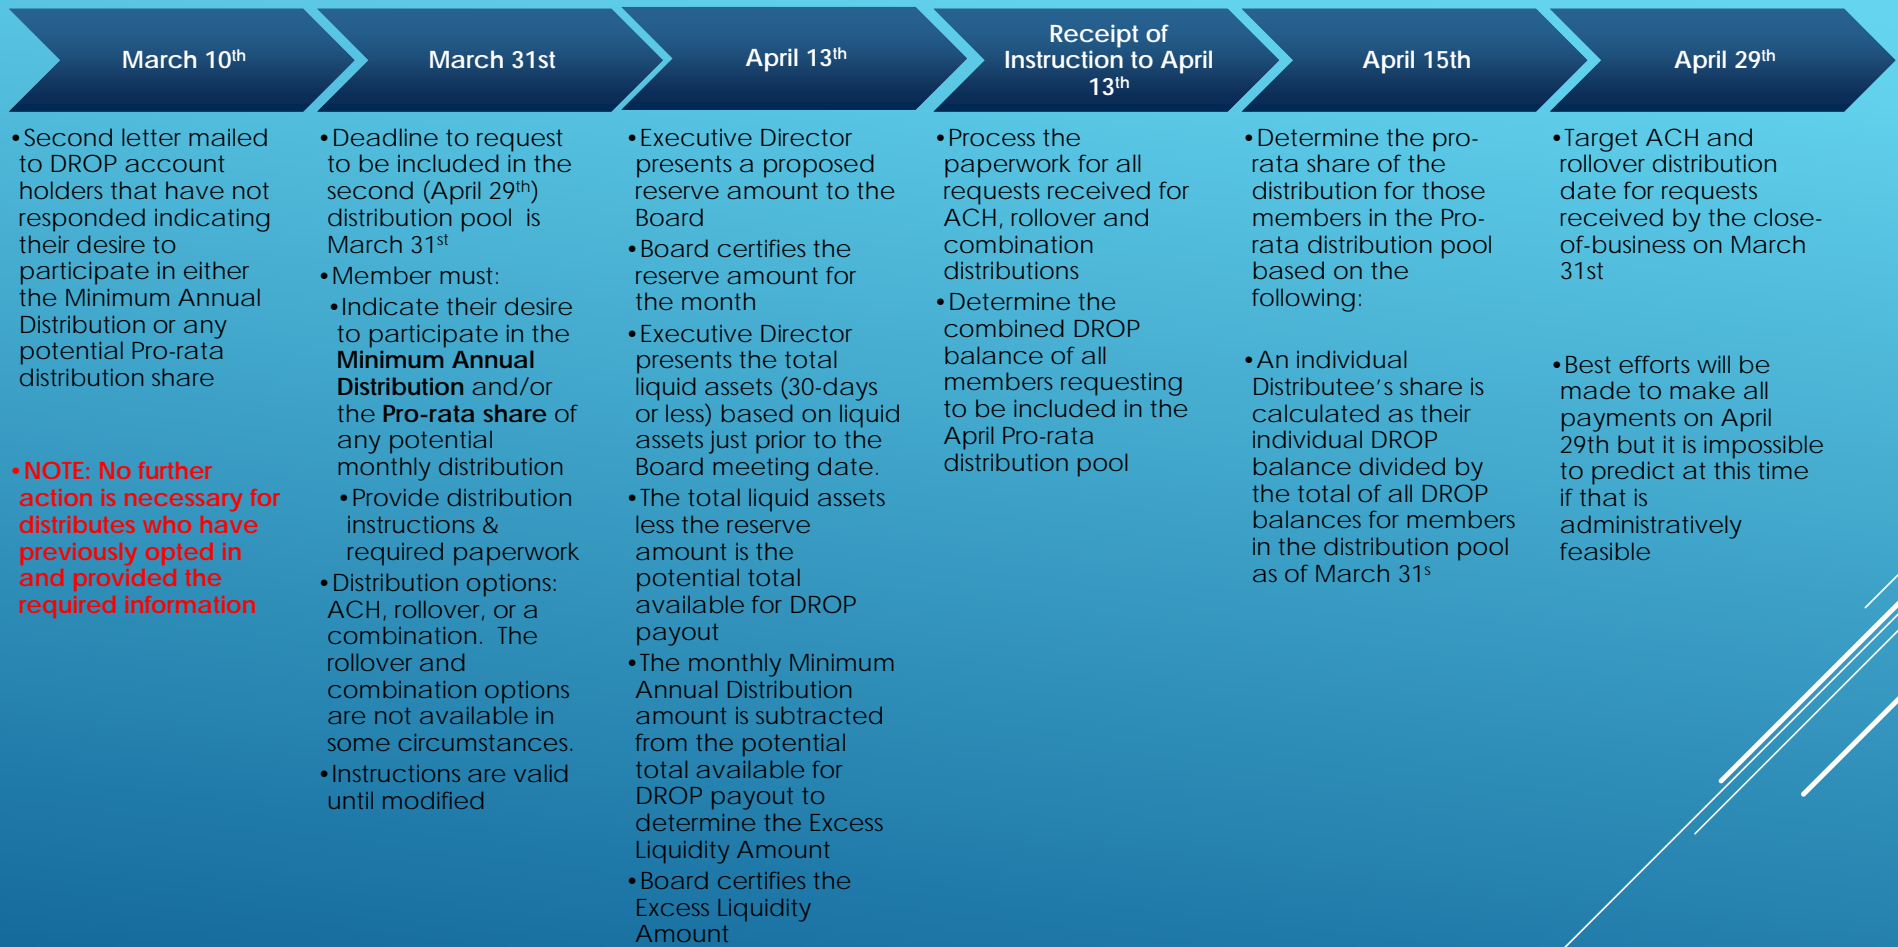 March 10th
•Second letter mailed
to DROP account
holders that have not
responded indicating
their desire to
participate in either
the Minimum Annual
Distribution or any
potential Pro-rata
distribution share
•NOTE: No further
action is necessary for
distributes who have
previously opted in
and provided the
required information
March 31st
•Deadline to request
to be included in the
second (April 29th)
distribution pool is
March 31st
•Member must:
•Indicate their desire
to participate in the
Minimum Annual
Distribution and/or
the Pro-rata share of
any potential
monthly distribution
•Provide distribution
instructions &
required paperwork
•Distribution options:
ACH, rollover, or a
combination. The
rollover and
combination options
are not available in
some circumstances.
•Instructions are valid
until modified
April 13th
•Executive Director
presents a proposed
reserve amount to the
Board
•Board certifies the
reserve amount for
the month
•Executive Director
presents the total
liquid assets (30-days
or less) based on liquid
assets just prior to the
Board meeting date.
•The total liquid assets
less the reserve
amount is the
potential total
available for DROP
payout
•The monthly Minimum
Annual Distribution
amount is subtracted
from the potential
total available for
DROP payout to
determine the Excess
Liquidity Amount
•Board certifies the
Excess Liquidity
Amount
Receipt of
Instruction to April
13th
•Process the
paperwork for all
requests received for
ACH, rollover and
combination
distributions
•Determine the
combined DROP
balance of all
members requesting
to be included in the
April Pro-rata
distribution pool
April 15th
•Determine the pro-
rata share of the
distribution for those
members in the Pro-
rata distribution pool
based on the
following:
•An individual
Distributee's share is
calculated as their
individual DROP
balance divided by
the total of all DROP
balances for members
in the distribution pool
as of March 31s
April 29th
•Target ACH and
rollover distribution
date for requests
received by the close-
of-business on March
31st
•Best efforts will be
made to make all
payments on April
29th but it is impossible
to predict at this time
if that is
administratively
feasible